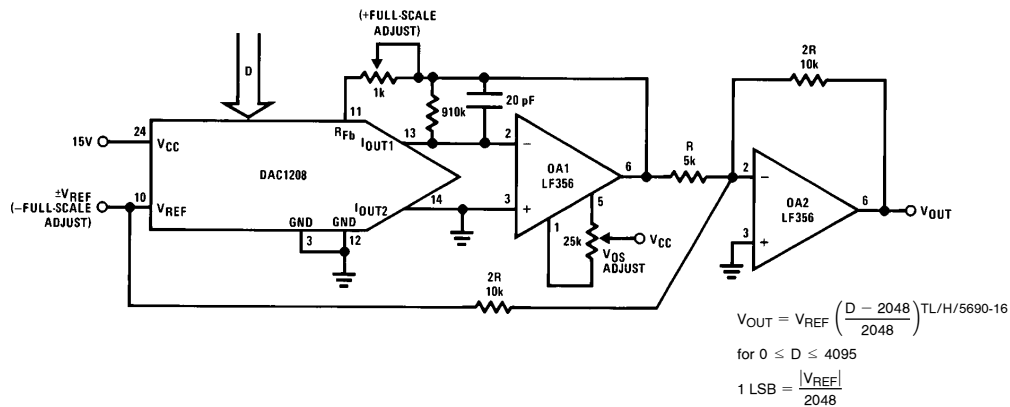 (+FULL-SCALE
ADJUST)
D
1k
910k
20 pF
11
RFb
24
15V
VCC
13
IOUT1
2
−
OA1
LF356
6
R
5k
2R
10k
2
−
OA2
LF356
6
VOUT
DAC1208
±VREF
(−FULL-SCALE
ADJUST)
10
VREF
IOUT2
14
3
+
5
1
25k
VCC
VOS
ADJUST
3
+
GND
3
GND
12
2R
10k
VOUT = VREF (D − 2048 / 2048) TL/H/5690-16
for 0 ≤ D ≤ 4095
1 LSB = |VREF| / 2048